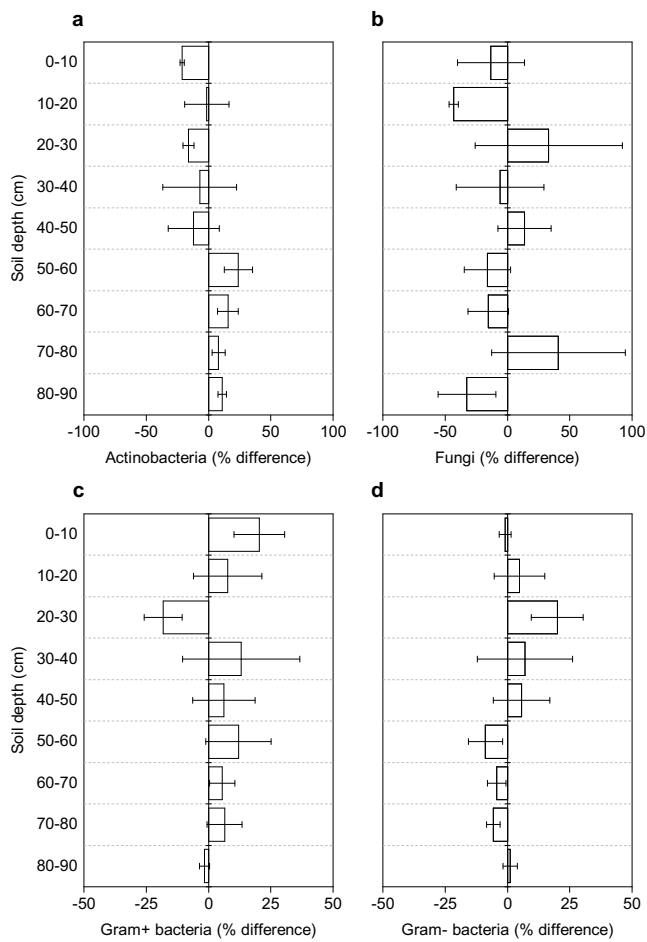 a
b
Soil depth (cm)
0-10
10-20
20-30
30-40
40-50
50-60
60-70
70-80
80-90
-100 -50 0 50 100
-100 -50 0 50 100
Actinobacteria (% difference)
Fungi (% difference)
c
d
Soil depth (cm)
0-10
10-20
20-30
30-40
40-50
50-60
60-70
70-80
80-90
-50 -25 0 25 50
-50 -25 0 25 50
Gram+ bacteria (% difference)
Gram- bacteria (% difference)